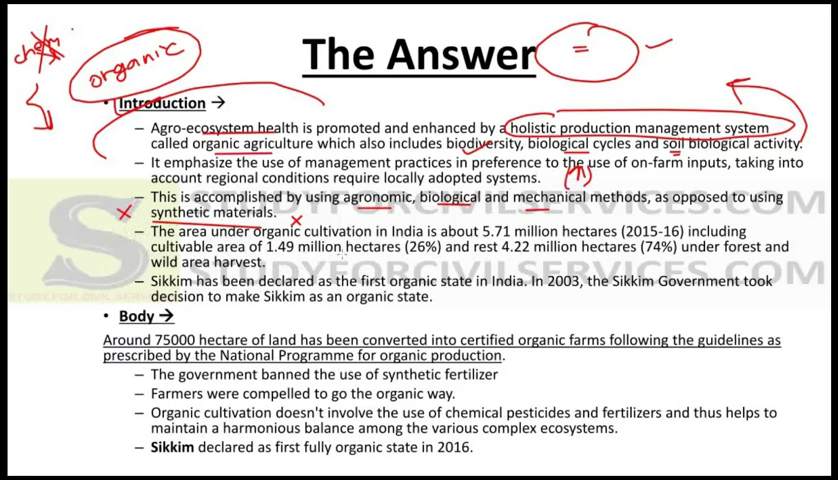 chem
organic
The Answer
=
• Introduction →
– Agro-ecosystem health is promoted and enhanced by a holistic production management system
called organic agriculture which also includes biodiversity, biological cycles and soil biological activity.
– It emphasize the use of management practices in preference to the use of on-farm inputs, taking into
account regional conditions require locally adopted systems.
– This is accomplished by using agronomic, biological and mechanical methods, as opposed to using
synthetic materials.
– The area under organic cultivation in India is about 5.71 million hectares (2015-16) including
cultivable area of 1.49 million hectares (26%) and rest 4.22 million hectares (74%) under forest and
wild area harvest.
– Sikkim has been declared as the first organic state in India. In 2003, the Sikkim Government took
decision to make Sikkim as an organic state.
• Body →
Around 75000 hectare of land has been converted into certified organic farms following the guidelines as
prescribed by the National Programme for organic production.
– The government banned the use of synthetic fertilizer
– Farmers were compelled to go the organic way.
– Organic cultivation doesn't involve the use of chemical pesticides and fertilizers and thus helps to
maintain a harmonious balance among the various complex ecosystems.
– Sikkim declared as first fully organic state in 2016.
STUDYFORCIVILSERVICES.COM
STUDYFORCIVILSERVICES.COM